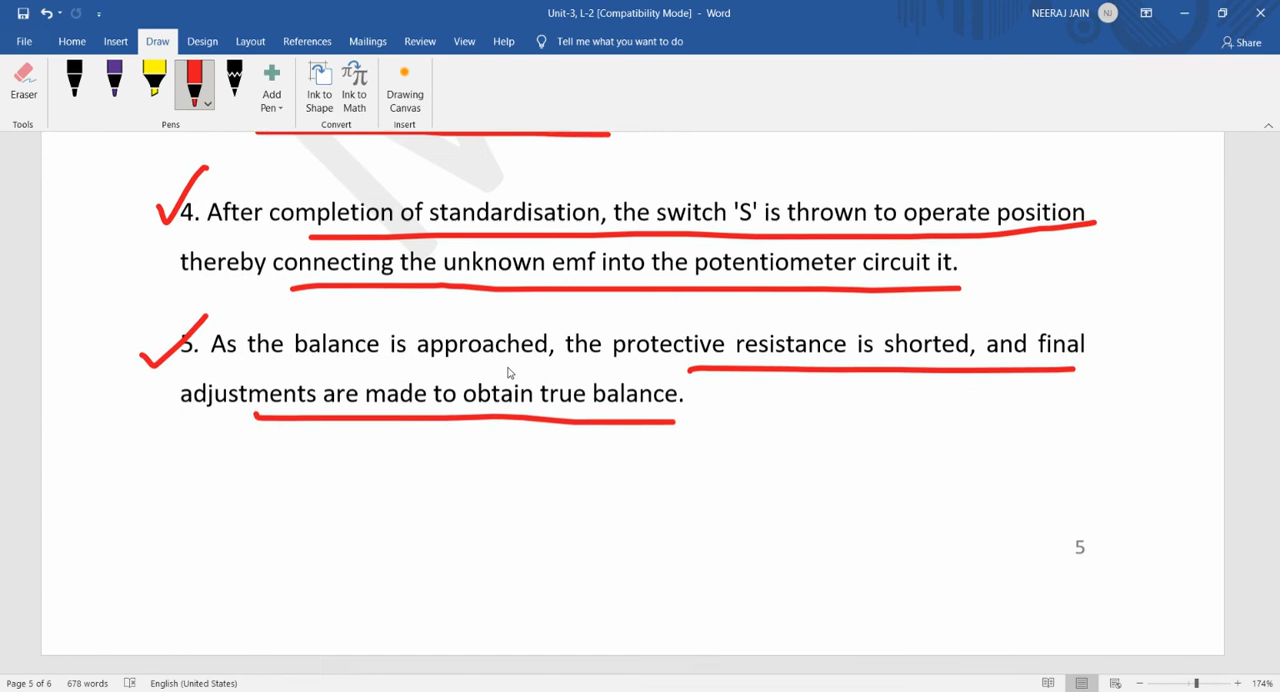 Unit-3, L-2 [Compatibility Mode] - Word
NEERAJ JAIN
NJ
File Home Insert Draw Design Layout References Mailings Review View Help Tell me what you want to do
Share
Eraser
Add Pen
Ink to Shape
Ink to Math
Drawing Canvas
Tools
Pens
Convert
Insert
4. After completion of standardisation, the switch 'S' is thrown to operate position
thereby connecting the unknown emf into the potentiometer circuit it.
5. As the balance is approached, the protective resistance is shorted, and final
adjustments are made to obtain true balance.
5
Page 5 of 6 678 words English (United States) 174%